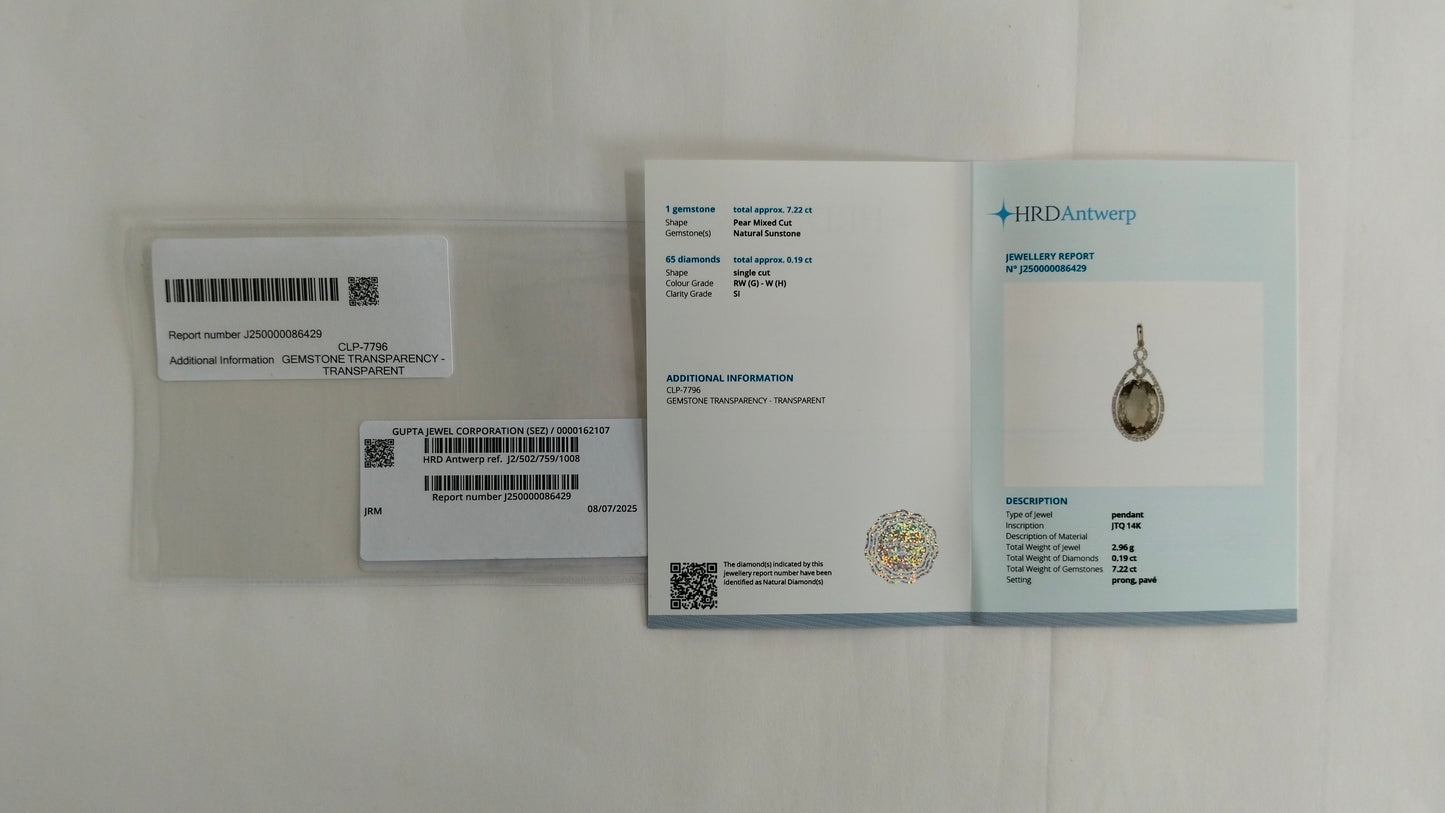 Report number J250000086429
CLP-7796
Additional Information GEMSTONE TRANSPARENCY -
TRANSPARENT
GUPTA JEWEL CORPORATION (SEZ) / 0000162107
HRD Antwerp ref. J2/502/759/1008
Report number J250000086429
JRM 08/07/2025
1 gemstone total approx. 7.22 ct
Shape Pear Mixed Cut
Gemstone(s) Natural Sunstone
65 diamonds total approx. 0.19 ct
Shape single cut
Colour Grade RW (G) - W (H)
Clarity Grade SI
ADDITIONAL INFORMATION
CLP-7796
GEMSTONE TRANSPARENCY - TRANSPARENT
The diamond(s) indicated by this
jewellery report number have been
identified as Natural Diamond(s)
HRDAntwerp
JEWELLERY REPORT
N° J250000086429
DESCRIPTION
Type of Jewel pendant
Inscription JTQ 14K
Description of Material
Total Weight of Jewel 2.96 g
Total Weight of Diamonds 0.19 ct
Total Weight of Gemstones 7.22 ct
Setting prong, pavé